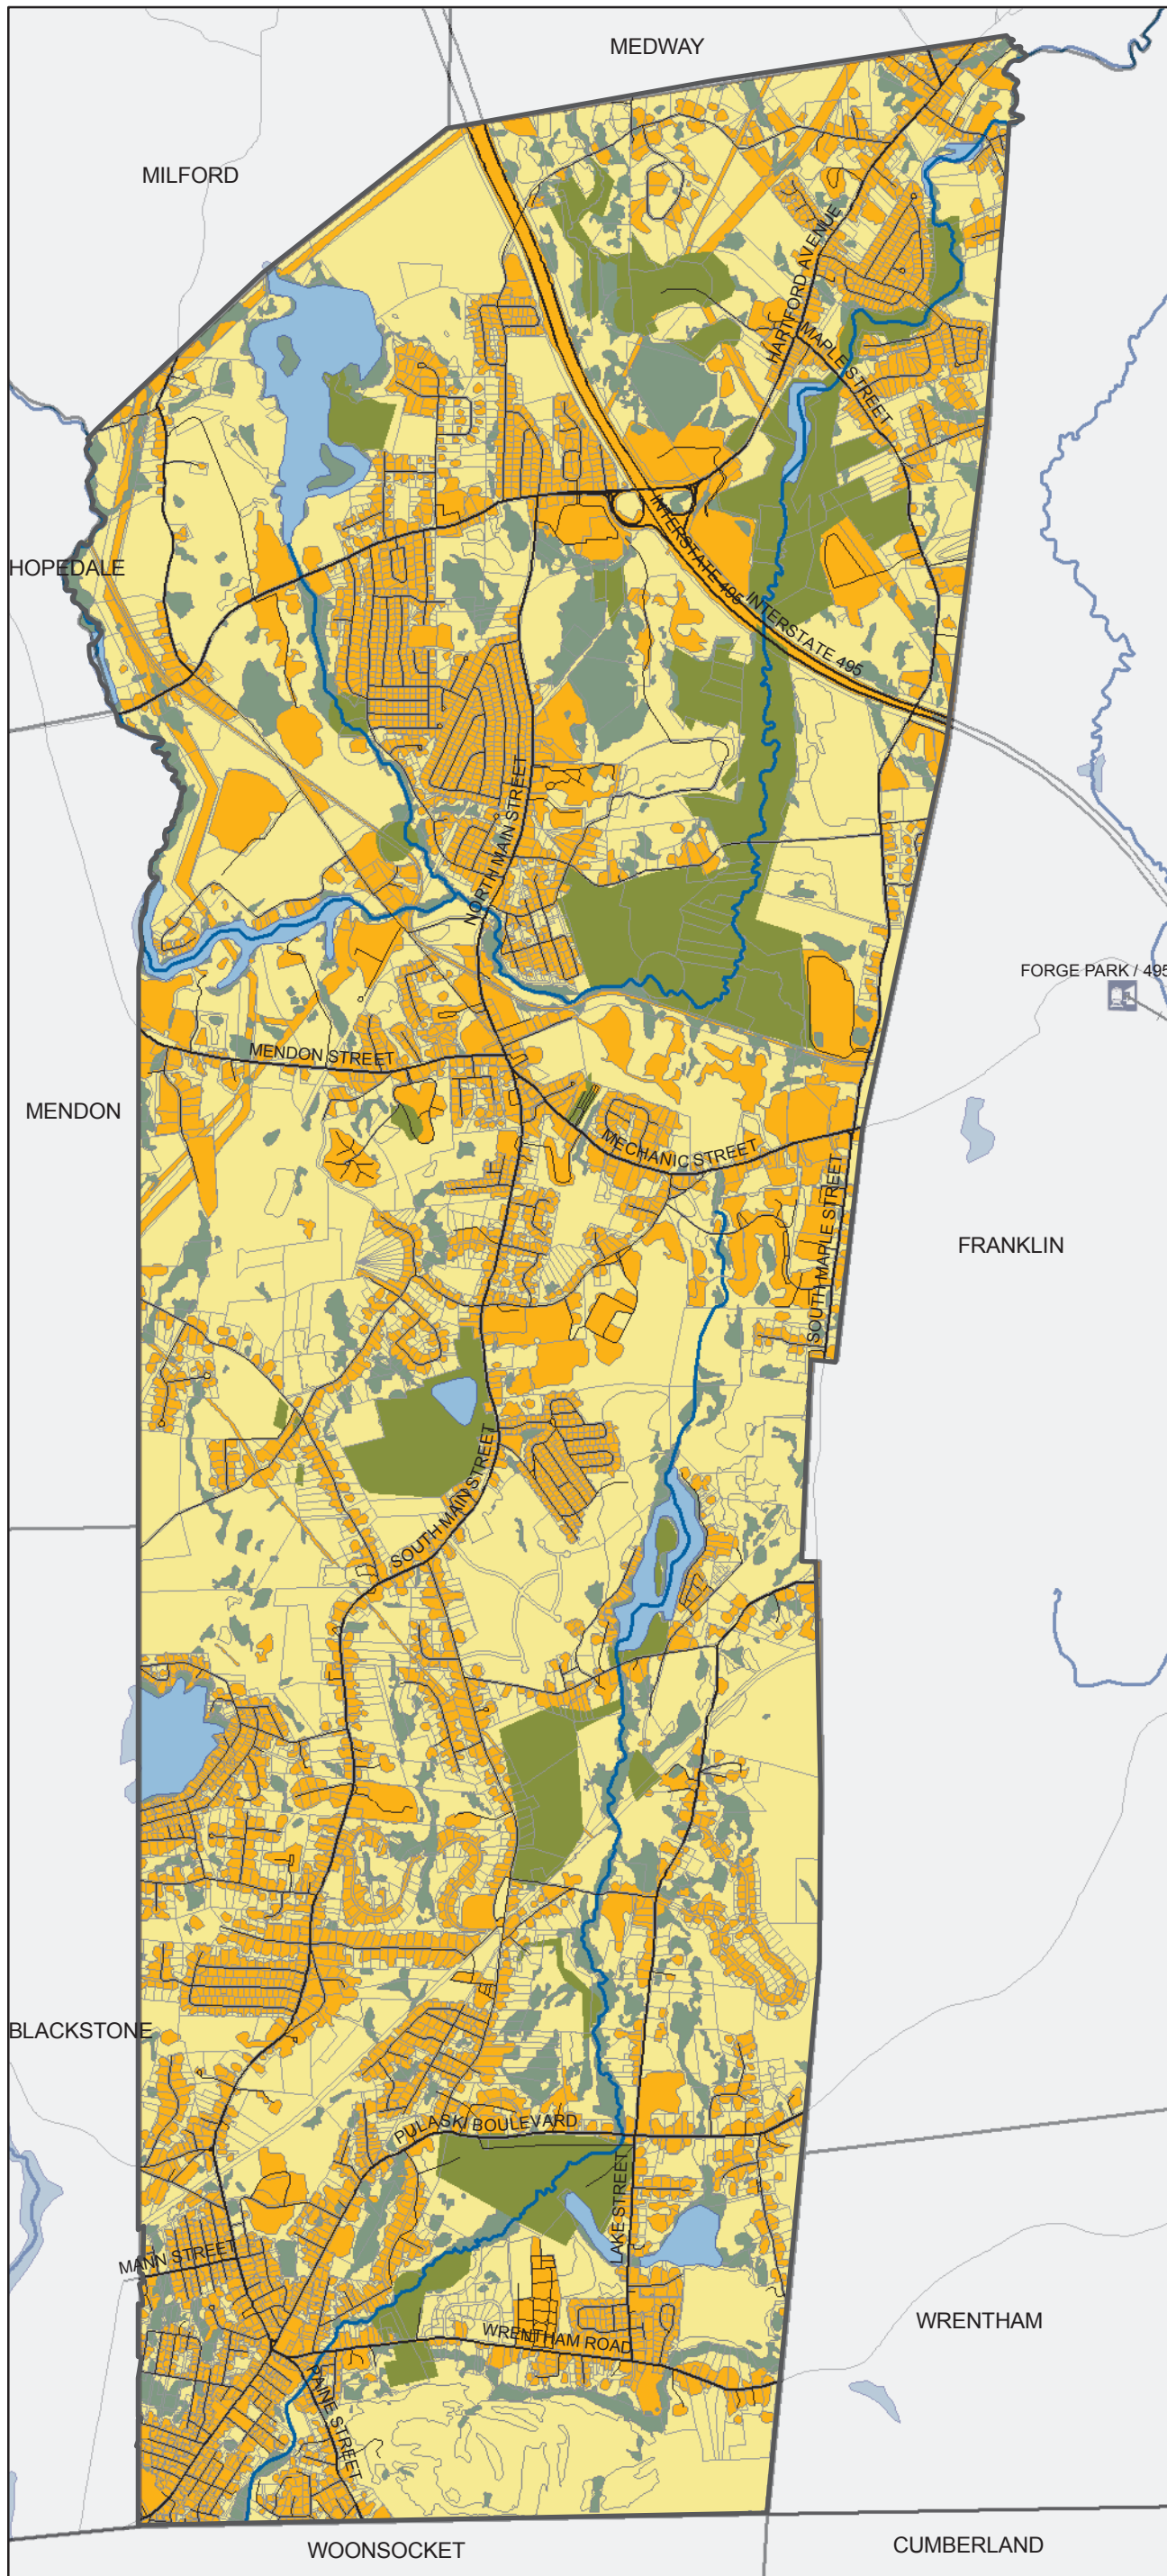 MEDWAY
MILFORD
HARTFORD AVENUE
MAPLE STREET
INTERSTATE 495
HOPEDALE
INTERSTATE 495
NORTH MAIN STREET
FORGE PARK / 495
MENDON STREET
MENDON
MECHANIC STREET
SOUTH MAPLE STREET
FRANKLIN
SOUTH MAIN STREET
BLACKSTONE
PULASKI BOULEVARD
LAKE STREET
MANN STREET
WRENTHAM
WRENTHAM ROAD
PAINE STREET
WOONSOCKET
CUMBERLAND